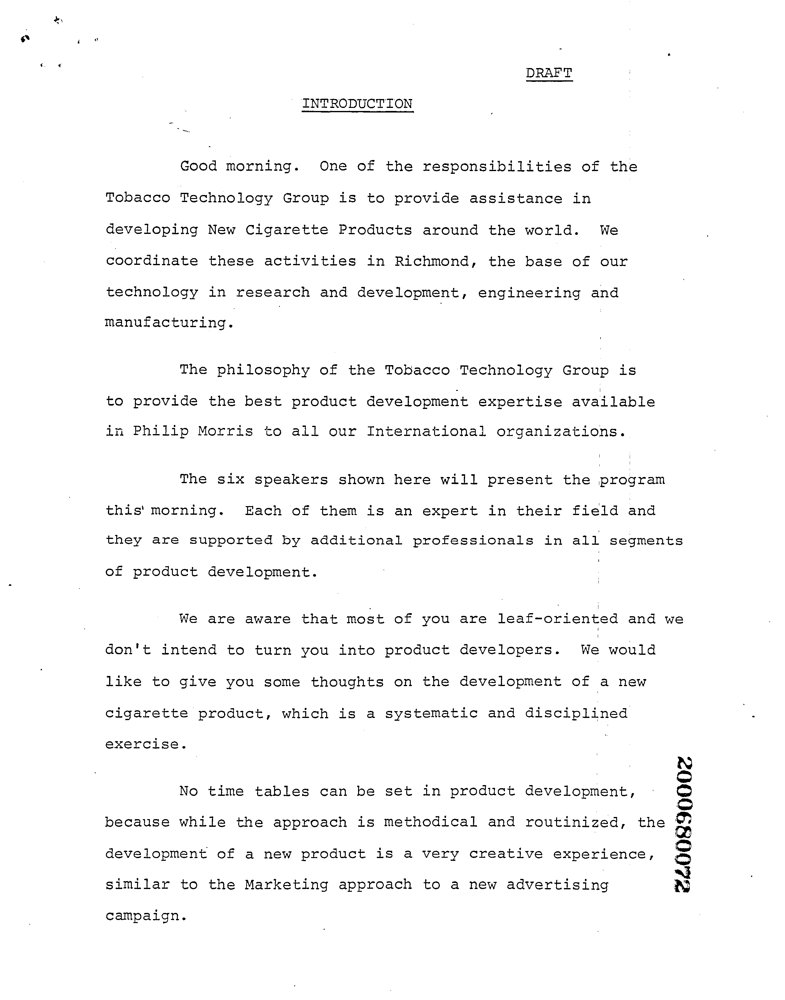 DRAFT
INTRODUCTION
Good morning. One of the responsibilities of the
Tobacco Technology Group is to provide assistance in
developing New Cigarette Products around the world. We
coordinate these activities in Richmond, the base of our
technology in research and development, engineering and
manufacturing.
The philosophy of the Tobacco Technology Group is
to provide the best product development expertise available
in Philip Morris to all our International organizations.
The six speakers shown here will present the program
this morning. Each of them is an expert in their field and
they are supported by additional professionals in all segments
of product development.
We are aware that most of you are leaf-oriented and we
don't intend to turn you into product developers. We would
like to give you some thoughts on the development of a new
cigarette product, which is a systematic and disciplined
exercise.
No time tables can be set in product development,
because while the approach is methodical and routinized, the
development of a new product is a very creative experience,
similar to the Marketing approach to a new advertising
campaign.
2000680072